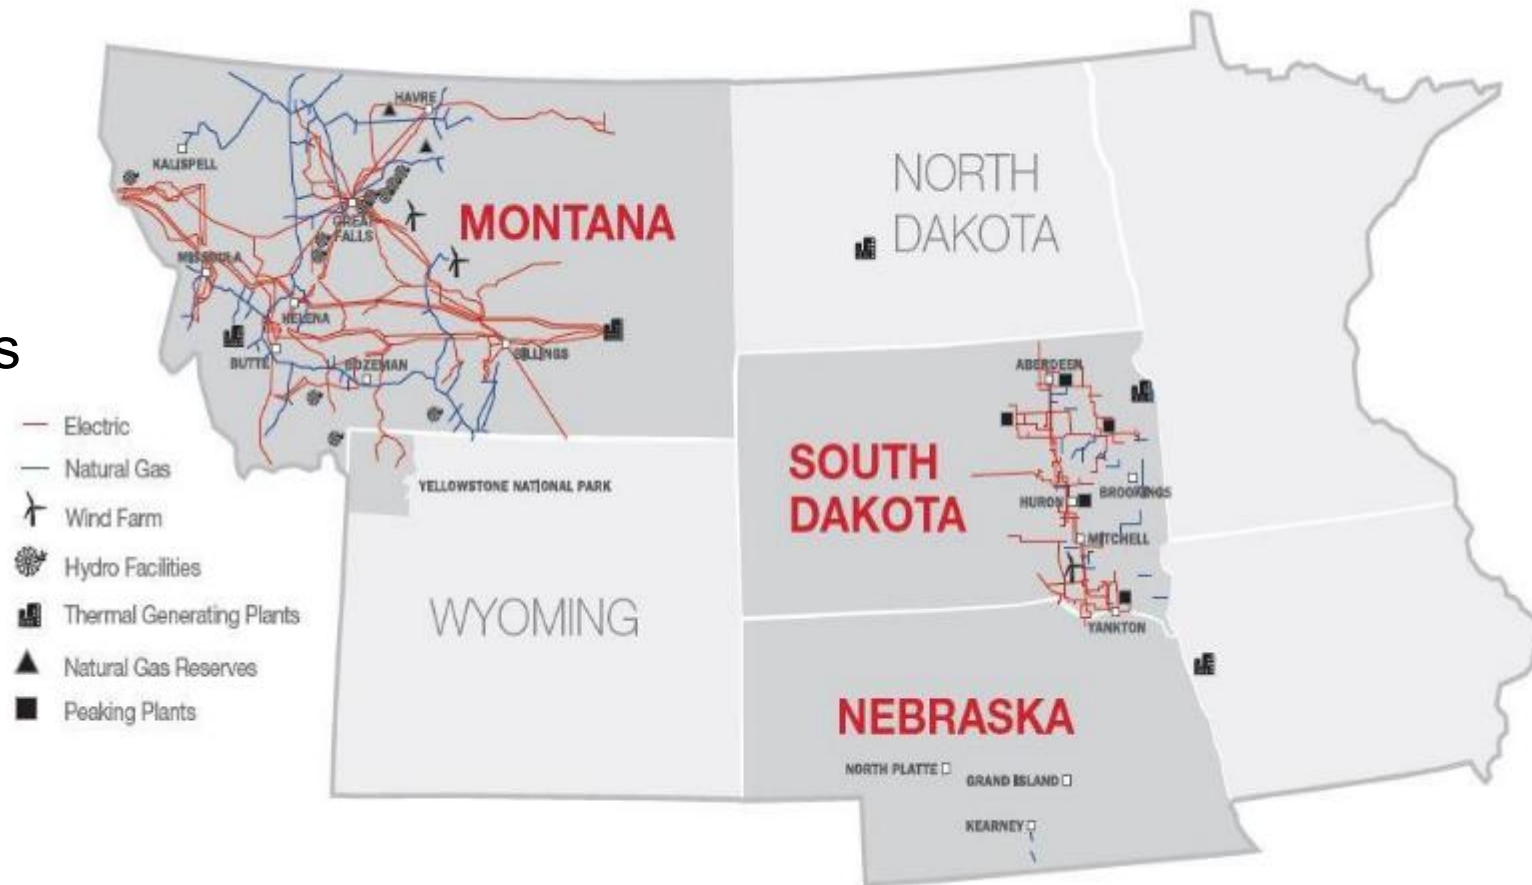 HAVRE
KALISPELL
NORTH
DAKOTA
MONTANA
GREAT
FALLS
MISSOULA
HELENA
s
BUTTE
BOZEMAN
BILLINGS
ABERDEEN
Electric
Natural Gas
Wind Farm
Hydro Facilities
Thermal Generating Plants
Natural Gas Reserves
Peaking Plants
YELLOWSTONE NATIONAL PARK
SOUTH
DAKOTA
HURON
BROOKINGS
MITCHELL
YANKTON
WYOMING
NEBRASKA
NORTH PLATTE
GRAND ISLAND
KEARNEY